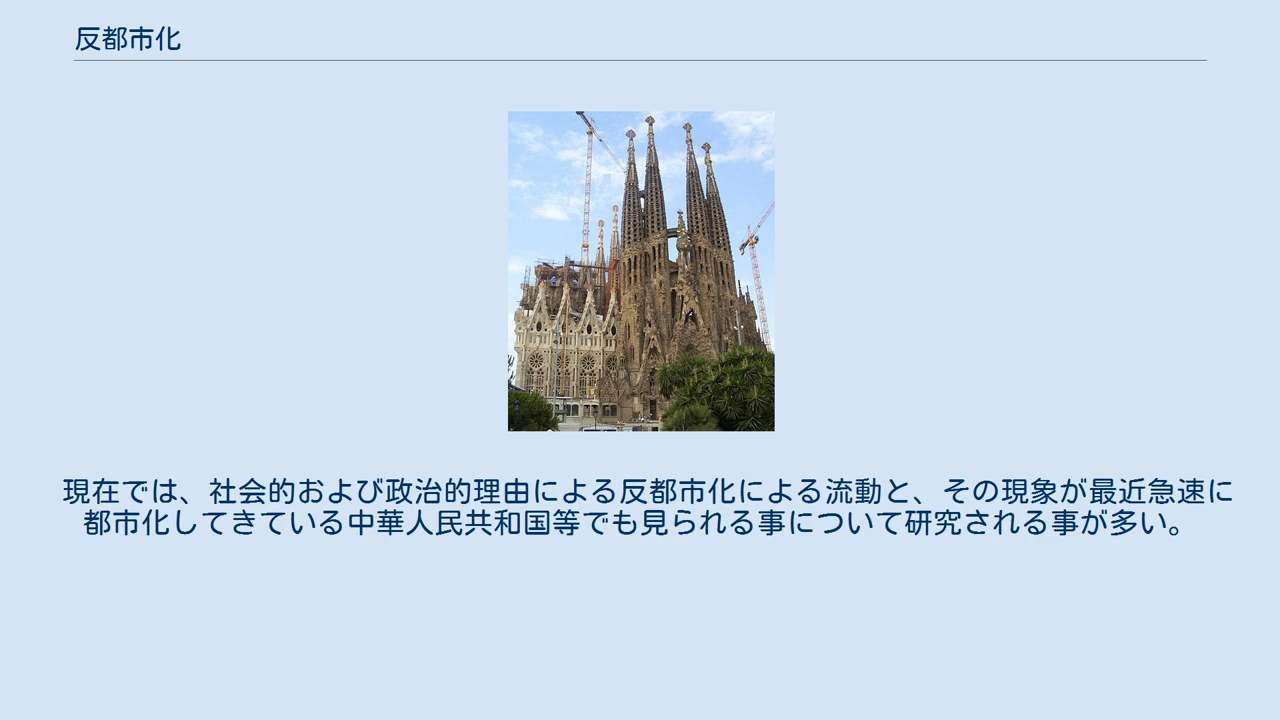 反都市化
現在では、社会的および政治的理由による反都市化による流動と、その現象が最近急速に
都市化してきている中華人民共和国等でも見られる事について研究される事が多い。